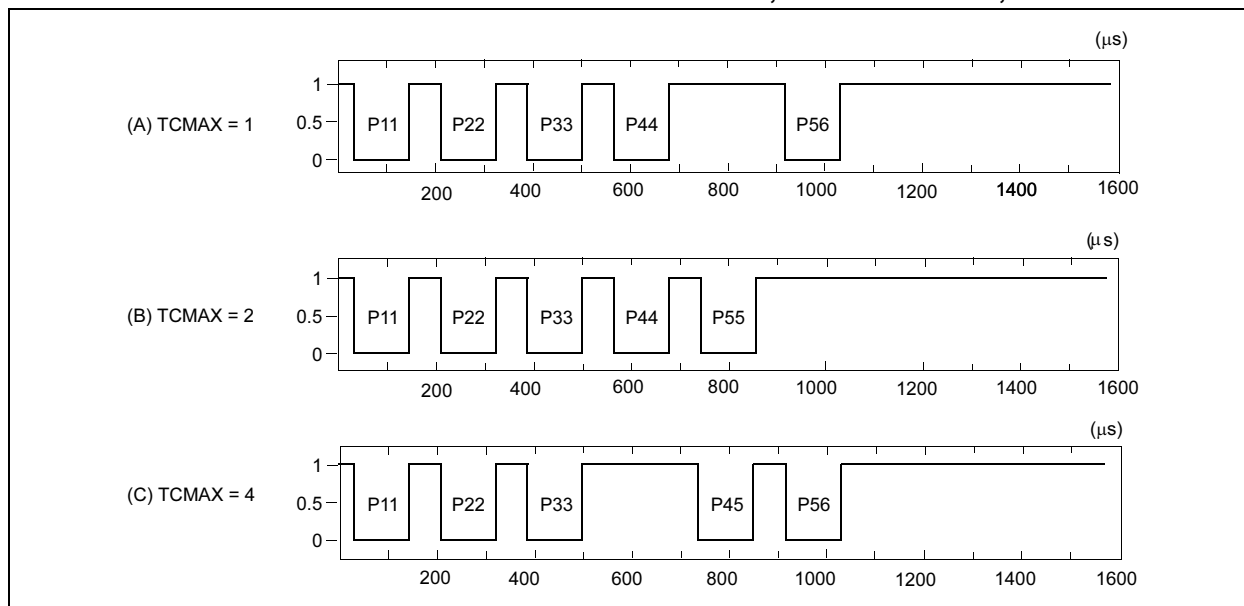 (μs)
1
0.5
0
(A) TCMAX = 1
P11 P22 P33 P44 P56
200 400 600 800 1000 1200 1400 1600
(μs)
1
0.5
0
(B) TCMAX = 2
P11 P22 P33 P44 P55
200 400 600 800 1000 1200 1400 1600
(μs)
1
0.5
0
(C) TCMAX = 4
P11 P22 P33 P45 P56
200 400 600 800 1000 1200 1400 1600